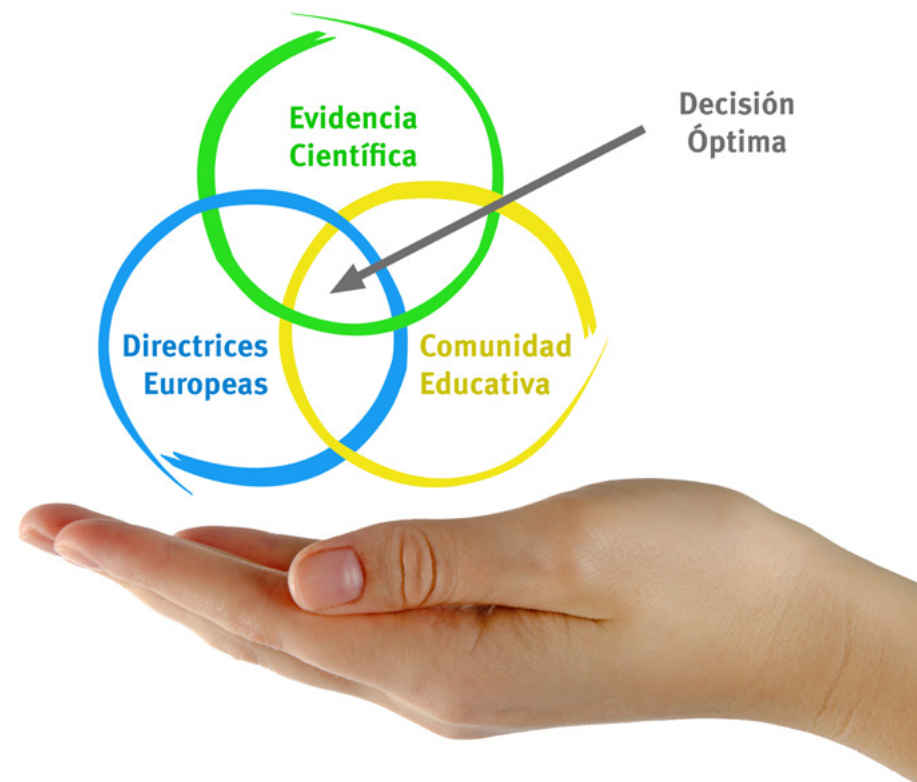 Evidencia
Científica
Decisión
Óptima
Directrices
Europeas
Comunidad
Educativa